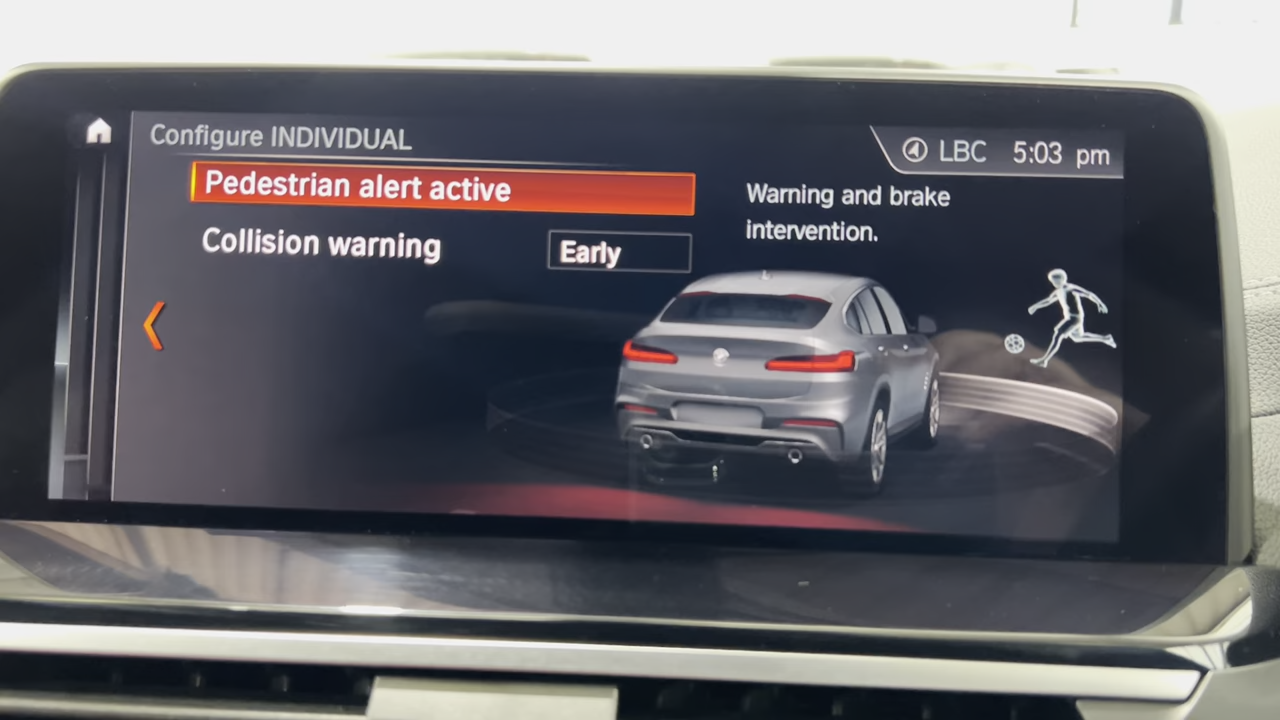 Configure INDIVIDUAL
LBC 5:03 pm
Pedestrian alert active
Collision warning Early
Warning and brake
intervention.